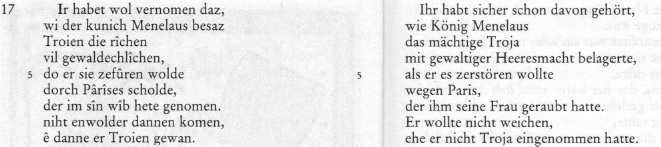 17 Ir habet wol vernomen daz,
wi der kunich Menelaus besaz
Troien die rîchen
vil gewaldechlîchen,
5 do er sie zefûren wolde
dorch Pârîses scholde,
der im sîn wîb hete genomen.
niht enwolder dannen komen,
ê danne er Troien gewan.
Ihr habt sicher schon davon gehört,
wie König Menelaus
das mächtige Troja
mit gewaltiger Heeresmacht belagerte,
5 als er es zerstören wollte
wegen Paris,
der ihm seine Frau geraubt hatte.
Er wollte nicht weichen,
ehe er nicht Troja eingenommen hatte.